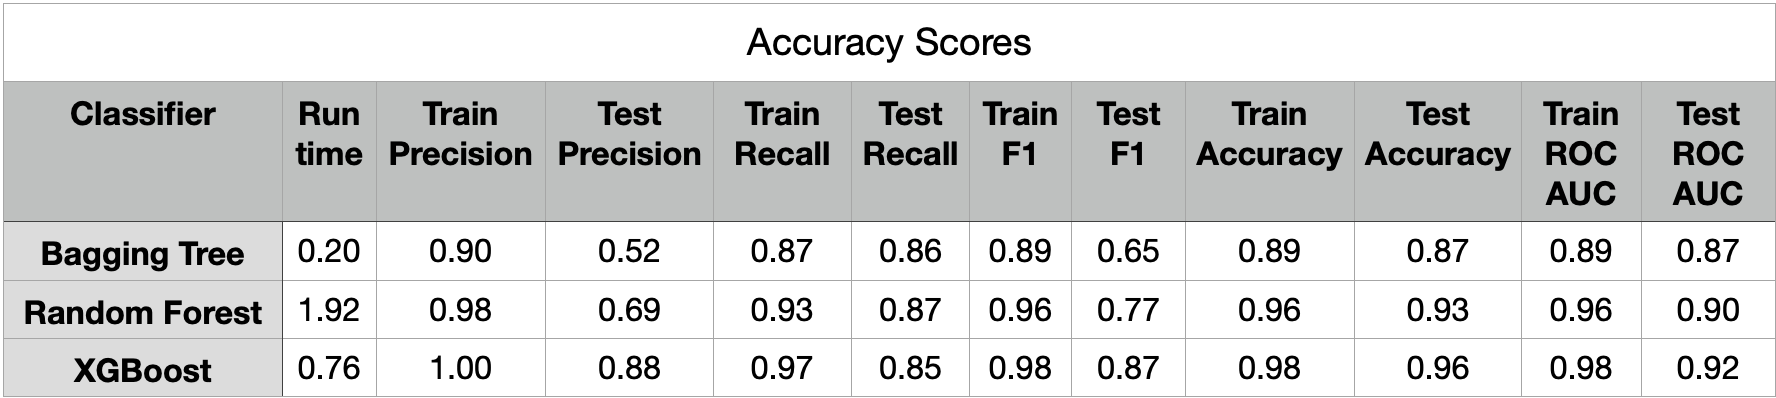 Accuracy Scores
Classifier Run time Train Precision Test Precision Train Recall Test Recall Train F1 Test F1 Train Accuracy Test Accuracy Train ROC AUC Test ROC AUC
Bagging Tree 0.20 0.90 0.52 0.87 0.86 0.89 0.65 0.89 0.87 0.89 0.87
Random Forest 1.92 0.98 0.69 0.93 0.87 0.96 0.77 0.96 0.93 0.96 0.90
XGBoost 0.76 1.00 0.88 0.97 0.85 0.98 0.87 0.98 0.96 0.98 0.92